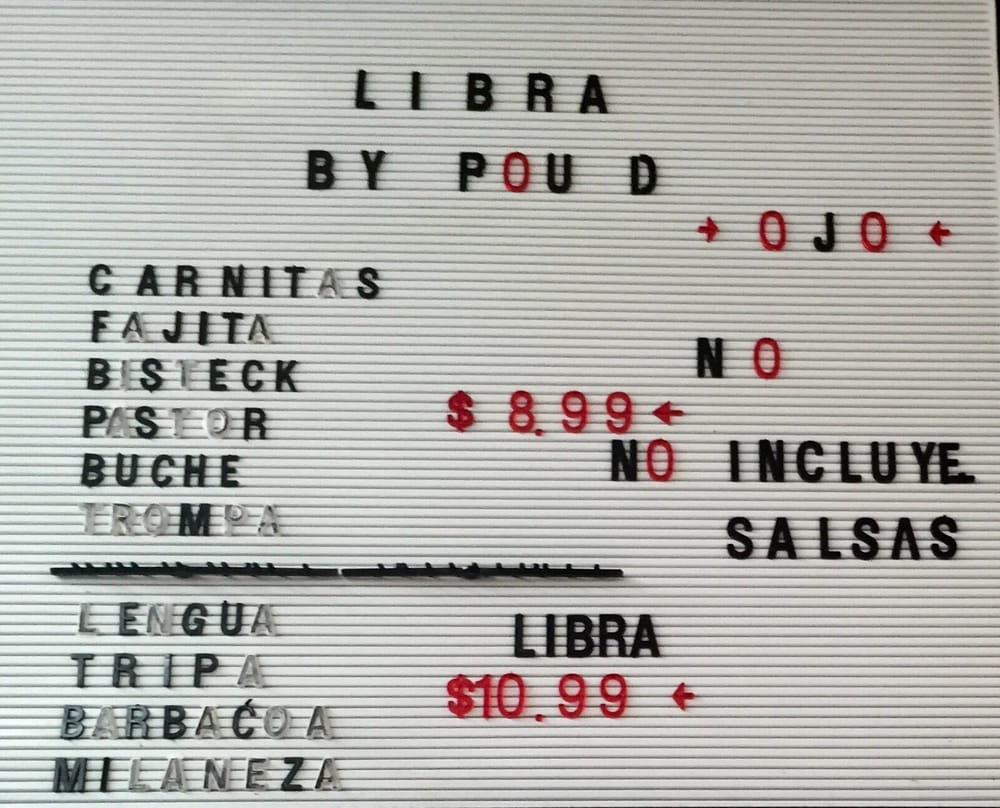 LIBRA
BY POU D
→ OJO ←
CARNITAS
FAJITA
NO
BISTECK
$ 8.99 ←
PASTOR
NO INCLUYE
BUCHE
TROMPA
SALSAS
LENGUA
LIBRA
TRIPA
$10.99 ←
BARBAĆOA
MILANEZA